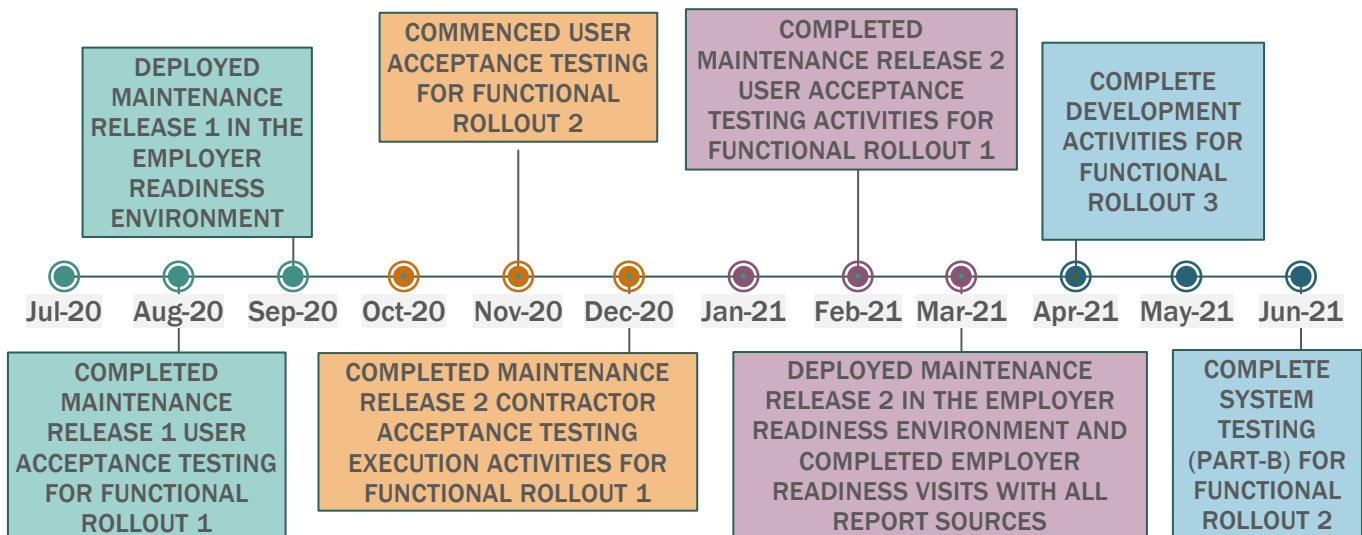 DEPLOYED
MAINTENANCE
RELEASE 1 IN THE
EMPLOYER
READINESS
ENVIRONMENT
COMMENCED USER
ACCEPTANCE TESTING
FOR FUNCTIONAL
ROLLOUT 2
COMPLETED
MAINTENANCE RELEASE 2
USER ACCEPTANCE
TESTING ACTIVITIES FOR
FUNCTIONAL ROLLOUT 1
COMPLETE
DEVELOPMENT
ACTIVITIES FOR
FUNCTIONAL
ROLLOUT 3
Jul-20 Aug-20 Sep-20 Oct-20 Nov-20 Dec-20 Jan-21 Feb-21 Mar-21 Apr-21 May-21 Jun-21
COMPLETED
MAINTENANCE
RELEASE 1 USER
ACCEPTANCE TESTING
FOR FUNCTIONAL
ROLLOUT 1
COMPLETED MAINTENANCE
RELEASE 2 CONTRACTOR
ACCEPTANCE TESTING
EXECUTION ACTIVITIES FOR
FUNCTIONAL ROLLOUT 1
DEPLOYED MAINTENANCE
RELEASE 2 IN THE EMPLOYER
READINESS ENVIRONMENT AND
COMPLETED EMPLOYER
READINESS VISITS WITH ALL
REPORT SOURCES
COMPLETE
SYSTEM
TESTING
(PART-B) FOR
FUNCTIONAL
ROLLOUT 2